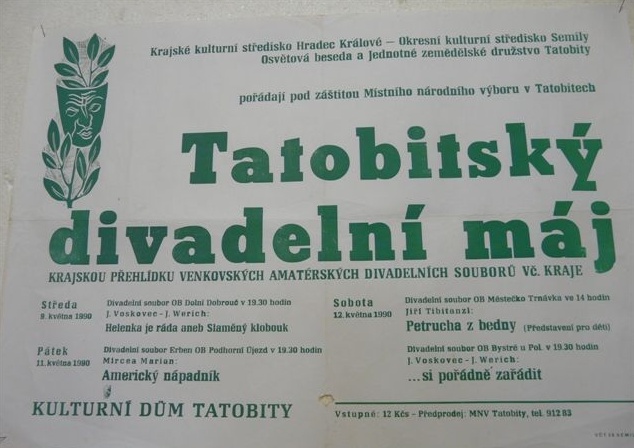 Krajské kulturní středisko Hradec Králové – Okresní kulturní středisko Semily
Osvětová beseda a Jednotné zemědělské družstvo Tatobity
pořádají pod záštitou Místního národního výboru v Tatobitech
Tatobitský
divadelní máj
KRAJSKOU PŘEHLÍDKU VENKOVSKÝCH AMATÉRSKÝCH DIVADELNÍCH SOUBORŮ VČ. KRAJE
Středa
9. května 1990
Divadelní soubor OB Dolní Dobrouč v 19.30 hodin
J. Voskovec - J. Werich:
Helenka je ráda aneb Slaměný klobouk
Pátek
11. května 1990
Divadelní soubor Erben OB Podhorní Újezd v 19.30 hodin
Mircea Marian:
Americký nápadník
Sobota
12. května 1990
Divadelní soubor OB Městečko Trnávka ve 14 hodin
Jiří Tibitanzl:
Petrucha z bedny (Představení pro děti)
Divadelní soubor OB Bystré u Pol. v 19.30 hodin
J. Voskovec - J. Werich:
...si pořádně zařádit
KULTURNÍ DŮM TATOBITY
Vstupné: 12 Kčs – Předprodej: MNV Tatobity, tel. 912 83